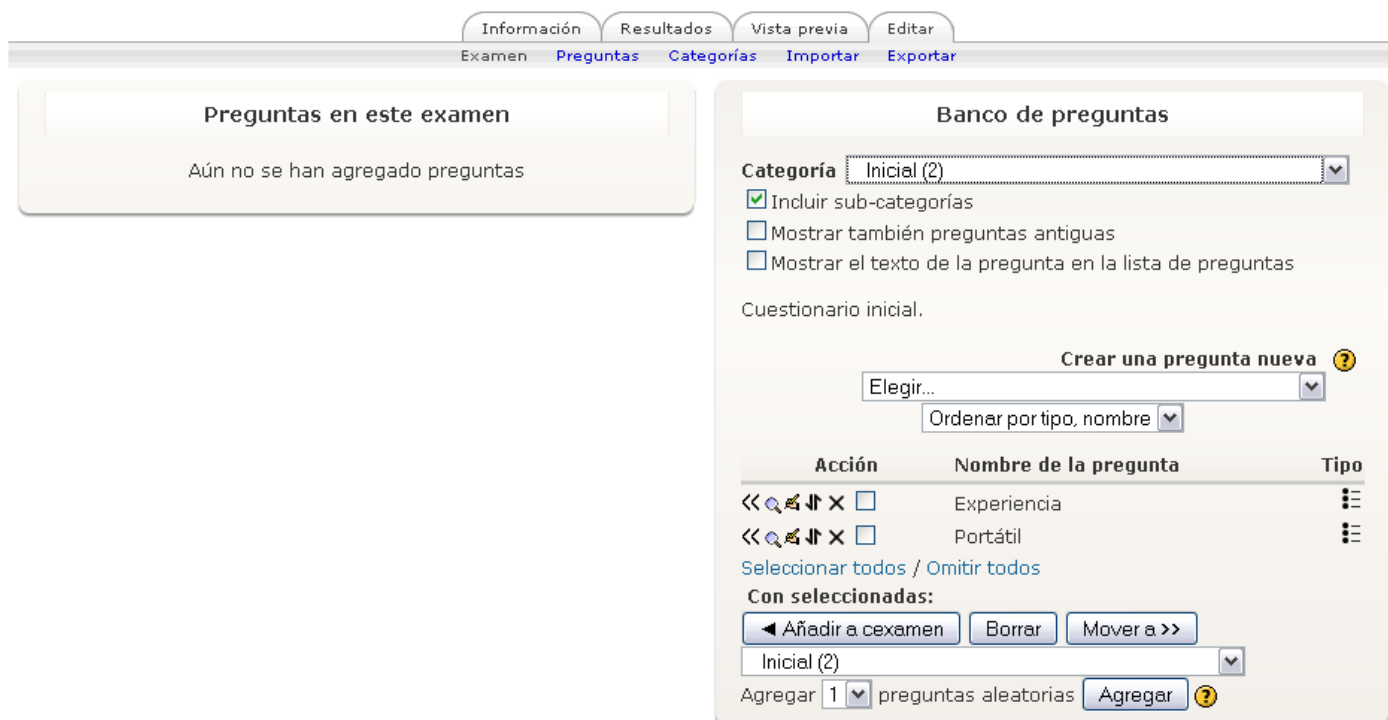 Información Resultados Vista previa Editar
Examen Preguntas Categorías Importar Exportar
Preguntas en este examen
Aún no se han agregado preguntas
Banco de preguntas
Categoría Inicial (2)
Incluir sub-categorías
Mostrar también preguntas antiguas
Mostrar el texto de la pregunta en la lista de preguntas
Cuestionario inicial.
Crear una pregunta nueva ?
Elegir...
Ordenar por tipo, nombre
Acción Nombre de la pregunta Tipo
Experiencia
Portátil
Seleccionar todos / Omitir todos
Con seleccionadas:
◄ Añadir a cexamen Borrar Mover a >>
Inicial (2)
Agregar 1 preguntas aleatorias Agregar ?